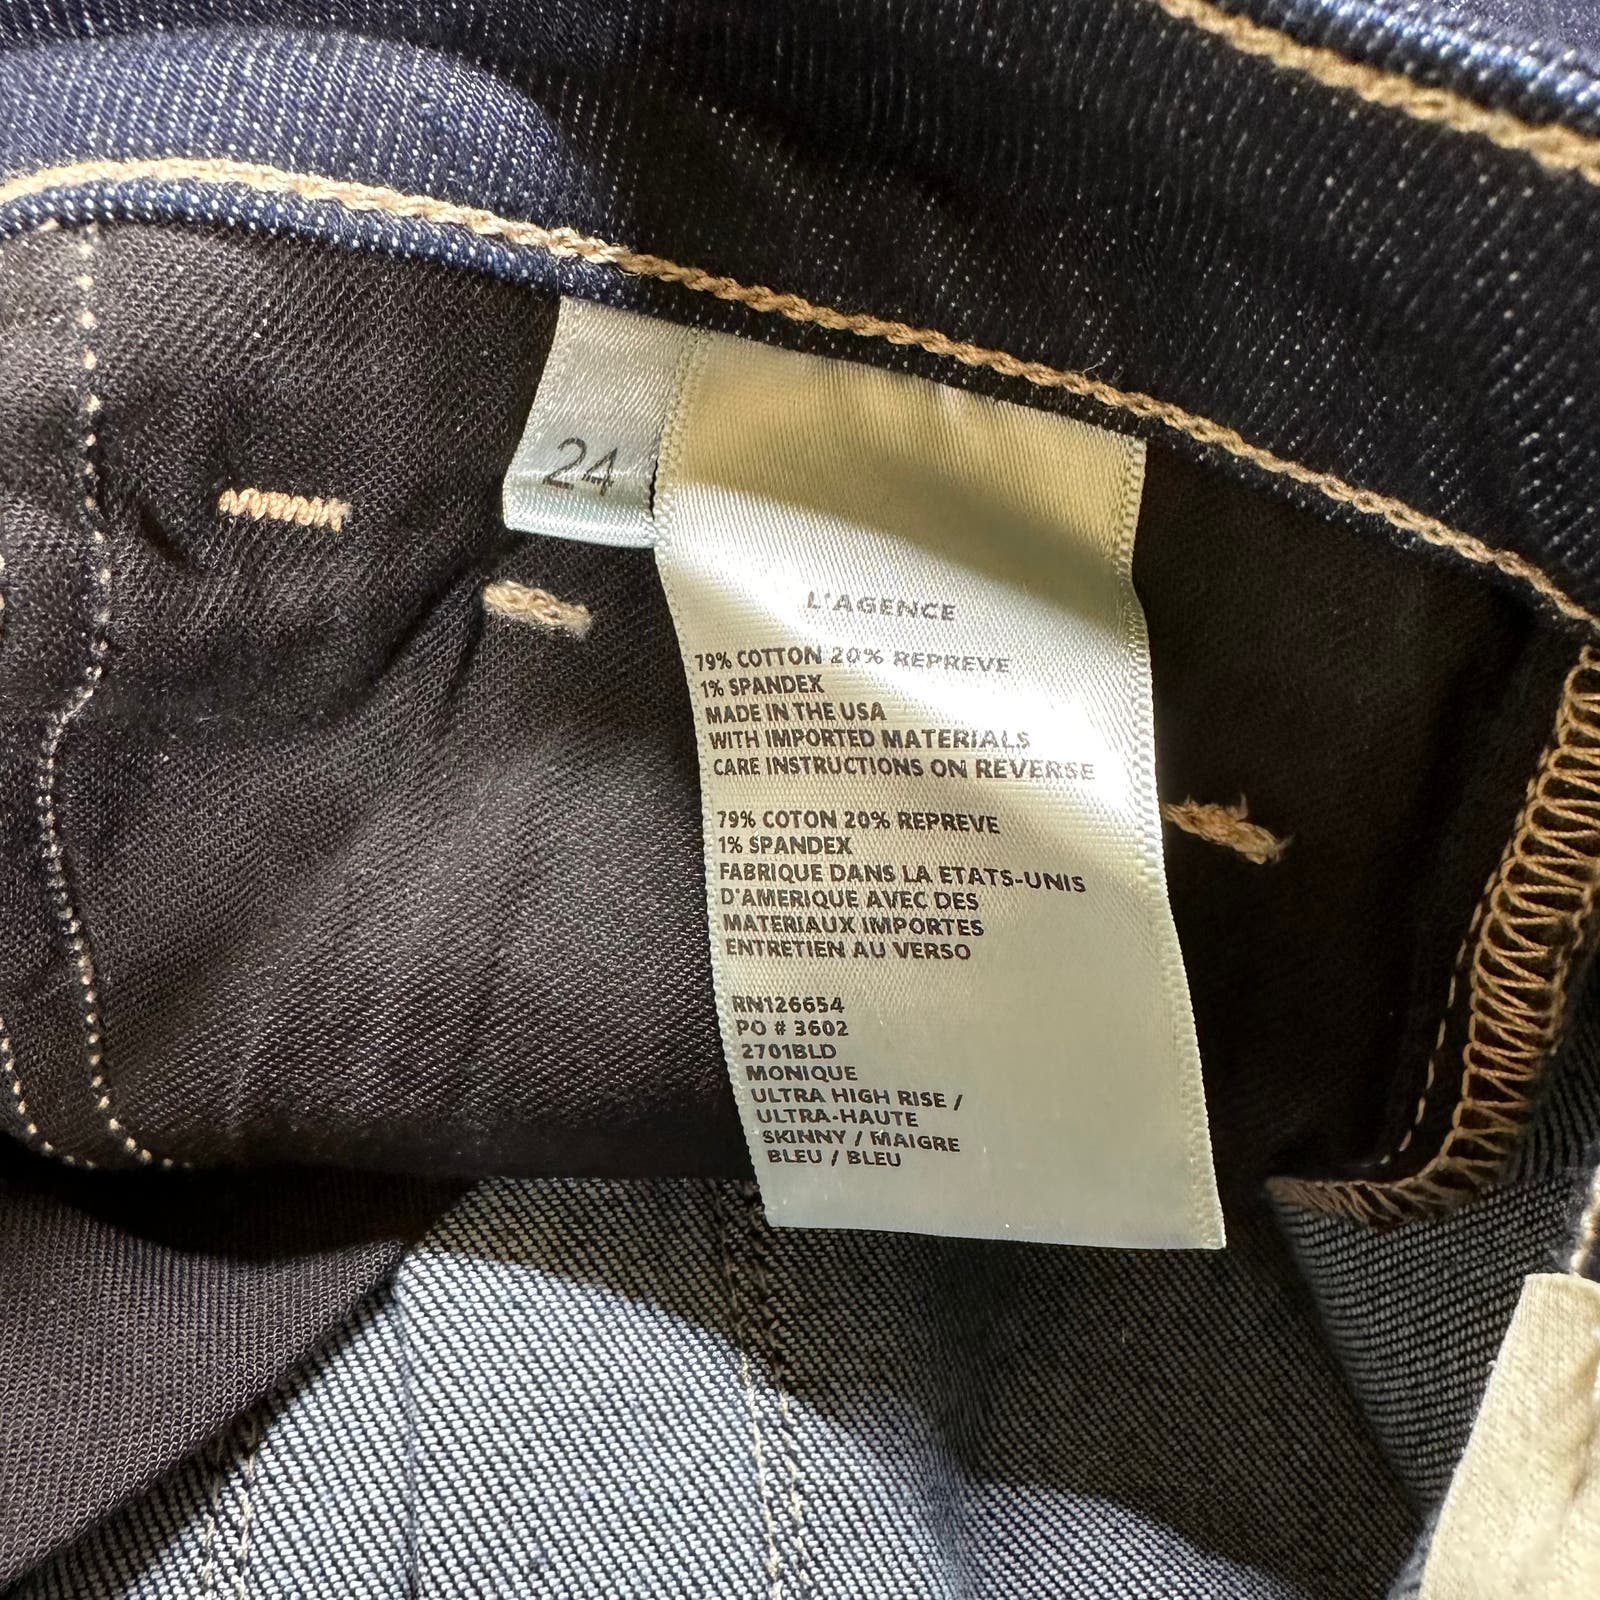 24
L'AGENCE
79% COTTON 20% REPREVE
1% SPANDEX
MADE IN THE USA
WITH IMPORTED MATERIALS
CARE INSTRUCTIONS ON REVERSE
79% COTON 20% REPREVE
1% SPANDEX
FABRIQUE DANS LA ETATS-UNIS
D'AMERIQUE AVEC DES
MATERIAUX IMPORTES
ENTRETIEN AU VERSO
RN126654
PO # 3602
2701BLD
MONIQUE
ULTRA HIGH RISE /
ULTRA-HAUTE
SKINNY / MAIGRE
BLEU / BLEU